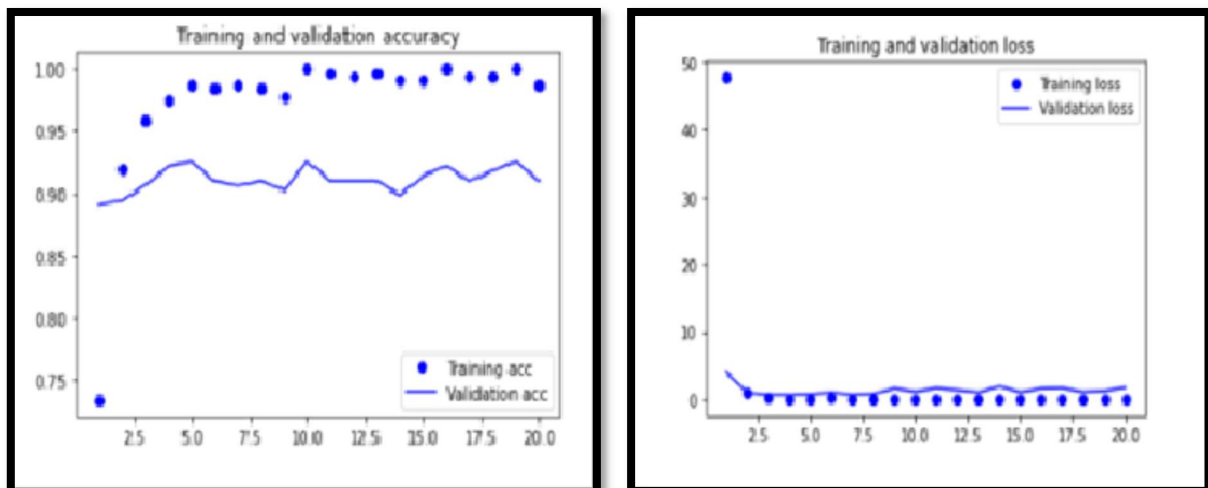 Training and validation accuracy
1.00
0.95
0.90
0.85
0.80
0.75
Training acc
Validation acc
2.5 5.0 7.5 10.0 12.5 15.0 17.5 20.0
Training and validation loss
50
40
30
20
10
0
Training loss
Validation loss
2.5 5.0 7.5 10.0 12.5 15.0 17.5 20.0